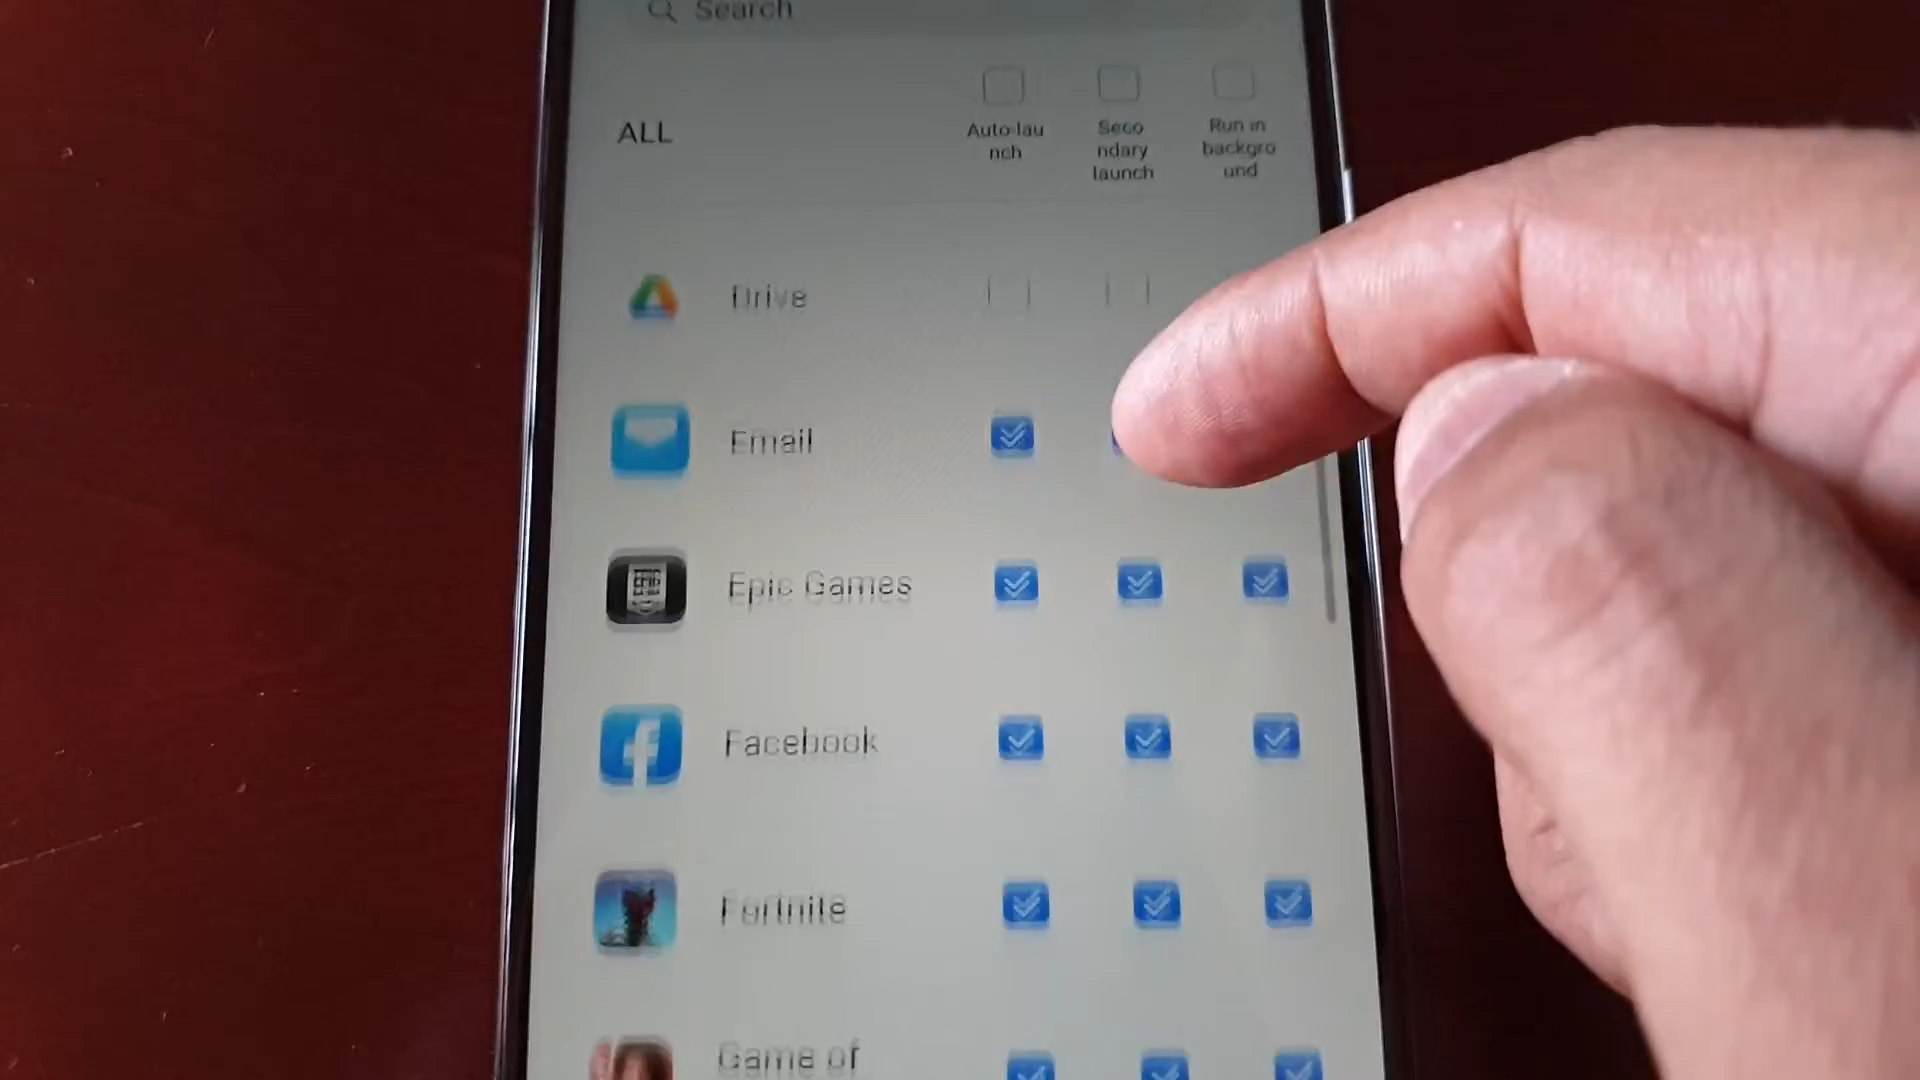 Search
ALL
Auto-lau
nch
Seco
ndary
launch
Run in
backgro
und
Drive
Email
EPIC
Epic Games
Facebook
Fortnite
Game of